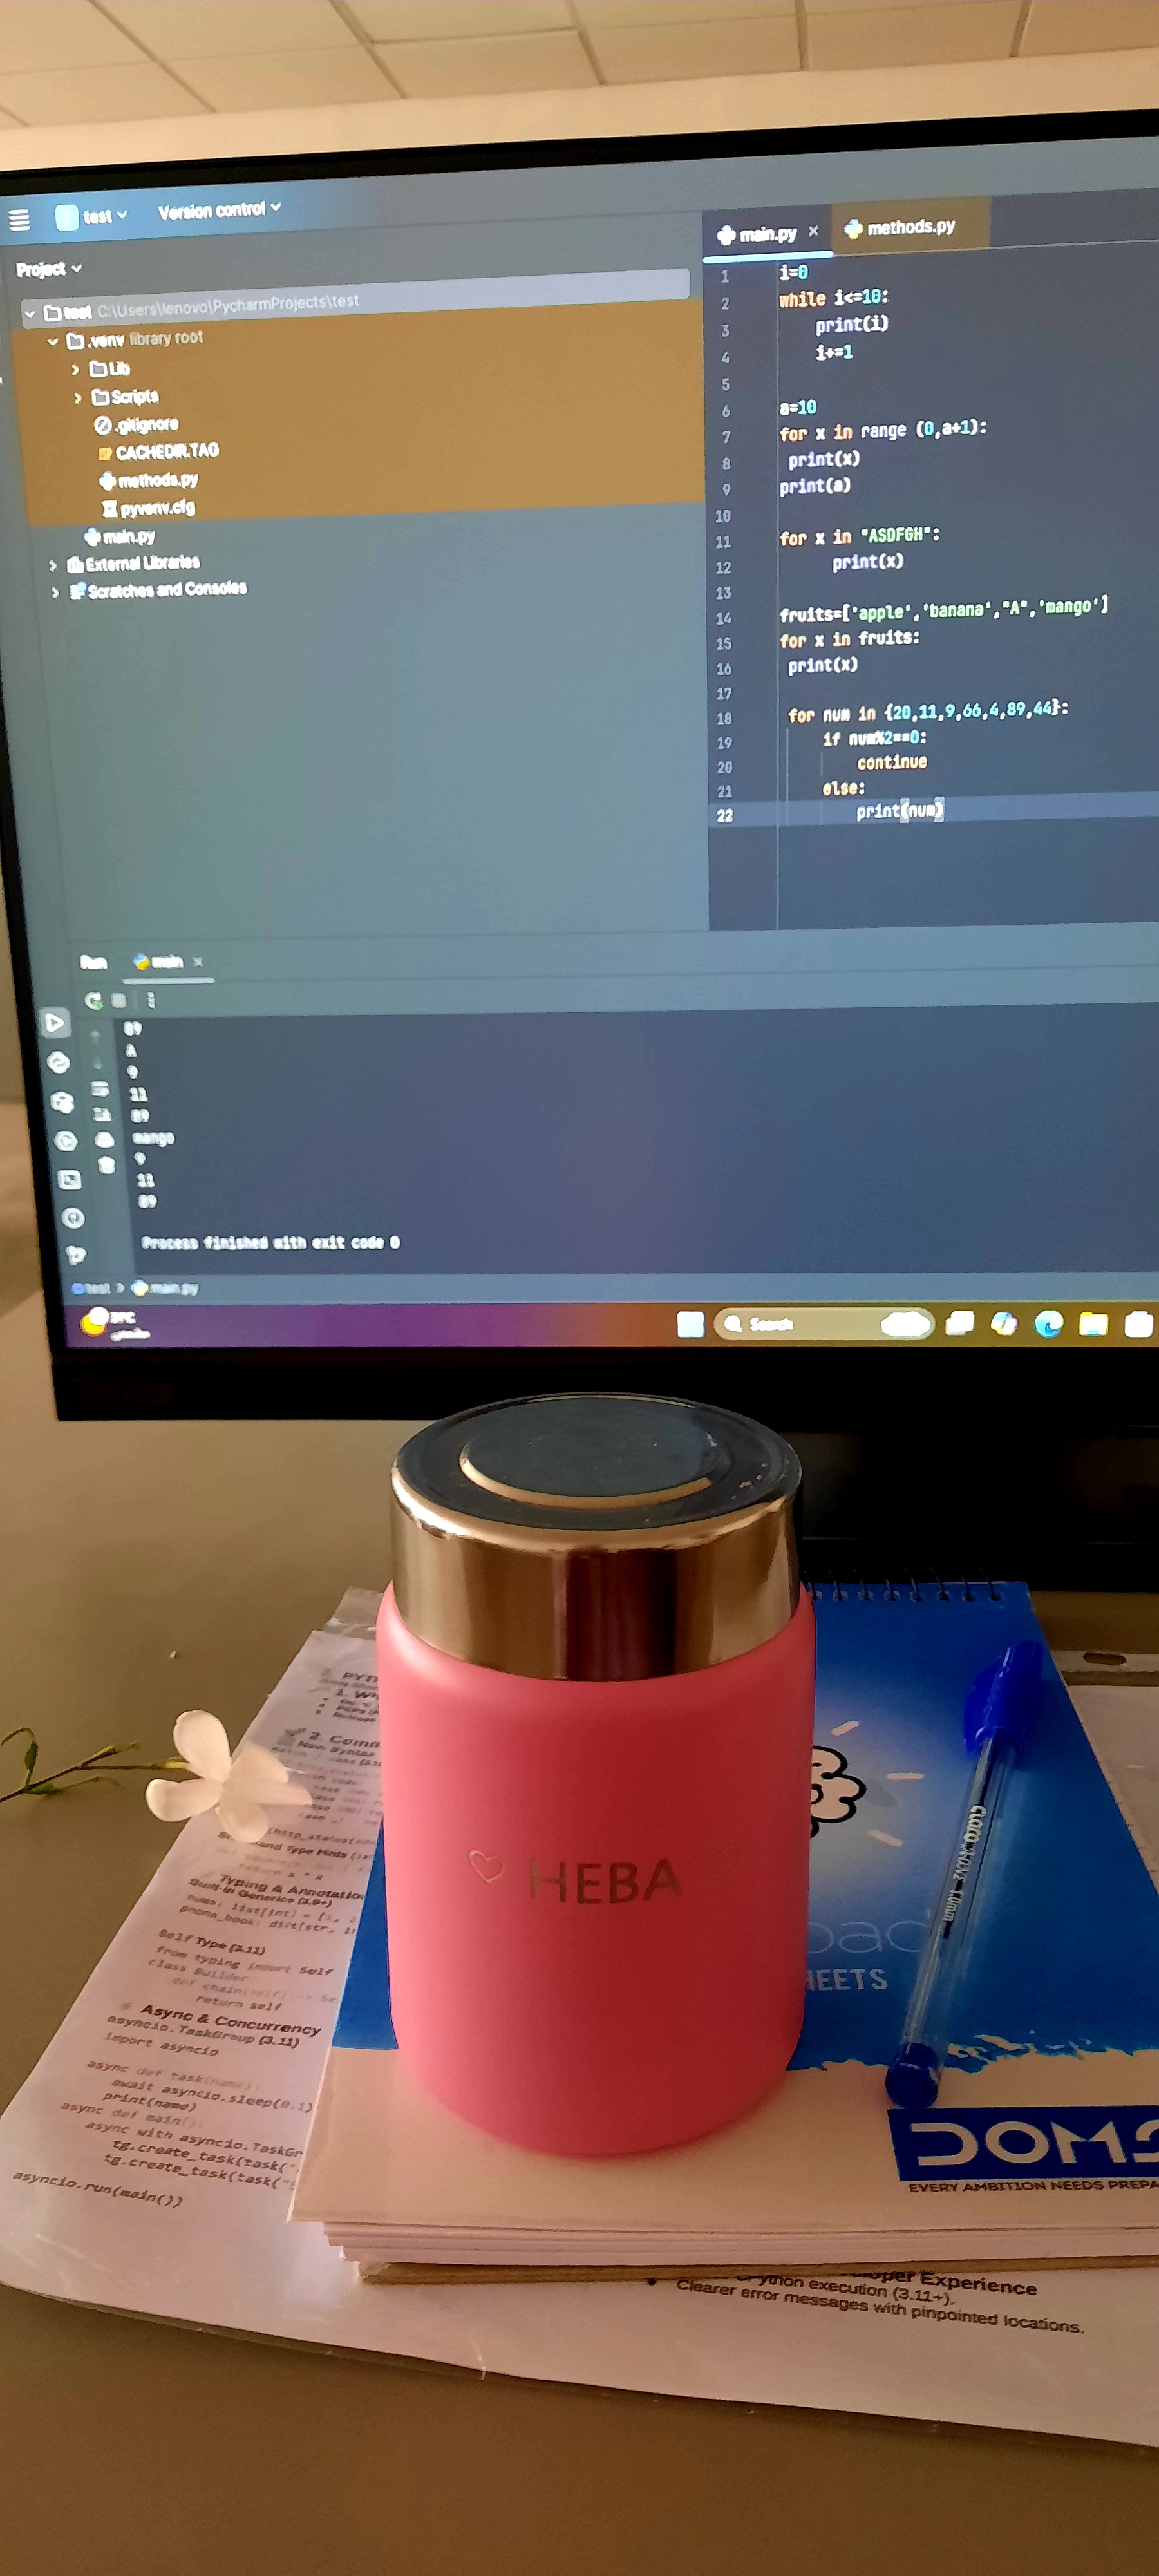 test
Version control
Project
test C:\Users\lenovo\PycharmProjects\test
.venv library root
Lib
Scripts
.gitignore
CACHEDIR.TAG
methods.py
pyvenv.cfg
main.py
External Libraries
Scratches and Consoles
main.py
methods.py
1 i=0
2 while i<=10:
3 print(i)
4 i+=1
5
6 a=10
7 for x in range (0,a+1):
8 print(x)
9 print(a)
10
11 for x in "ASDFGH":
12 print(x)
13
14 fruits=['apple','banana',"A",'mango']
15 for x in fruits:
16 print(x)
17
18 for num in {20,11,9,66,4,89,44}:
19 if num%2==0:
20 continue
21 else:
22 print(num)
Run
main
89
A
9
11
89
mango
9
11
89
Process finished with exit code 0
test > main.py
Search
HEBA
2. Comm
New Syntax
and Type Hints
Typing & Annotatio
Built-in Generics (3.9+)
nums: list[int] = [1, 2
phone_book: dict[str, in
Self Type (3.11)
from typing import Self
class Builder
def chain(self) -> Se
return self
Async & Concurrency
asyncio.TaskGroup (3.11)
import asyncio
async def task(name):
await asyncio.sleep(0.1)
print(name)
async def main():
async with asyncio.TaskGr
tg.create_task(task("
tg.create_task(task("
asyncio.run(main())
pad
HEETS
claro
1.0mm
DOMS
EVERY AMBITION NEEDS PREPA
oper Experience
ython execution (3.11+).
Clearer error messages with pinpointed locations.